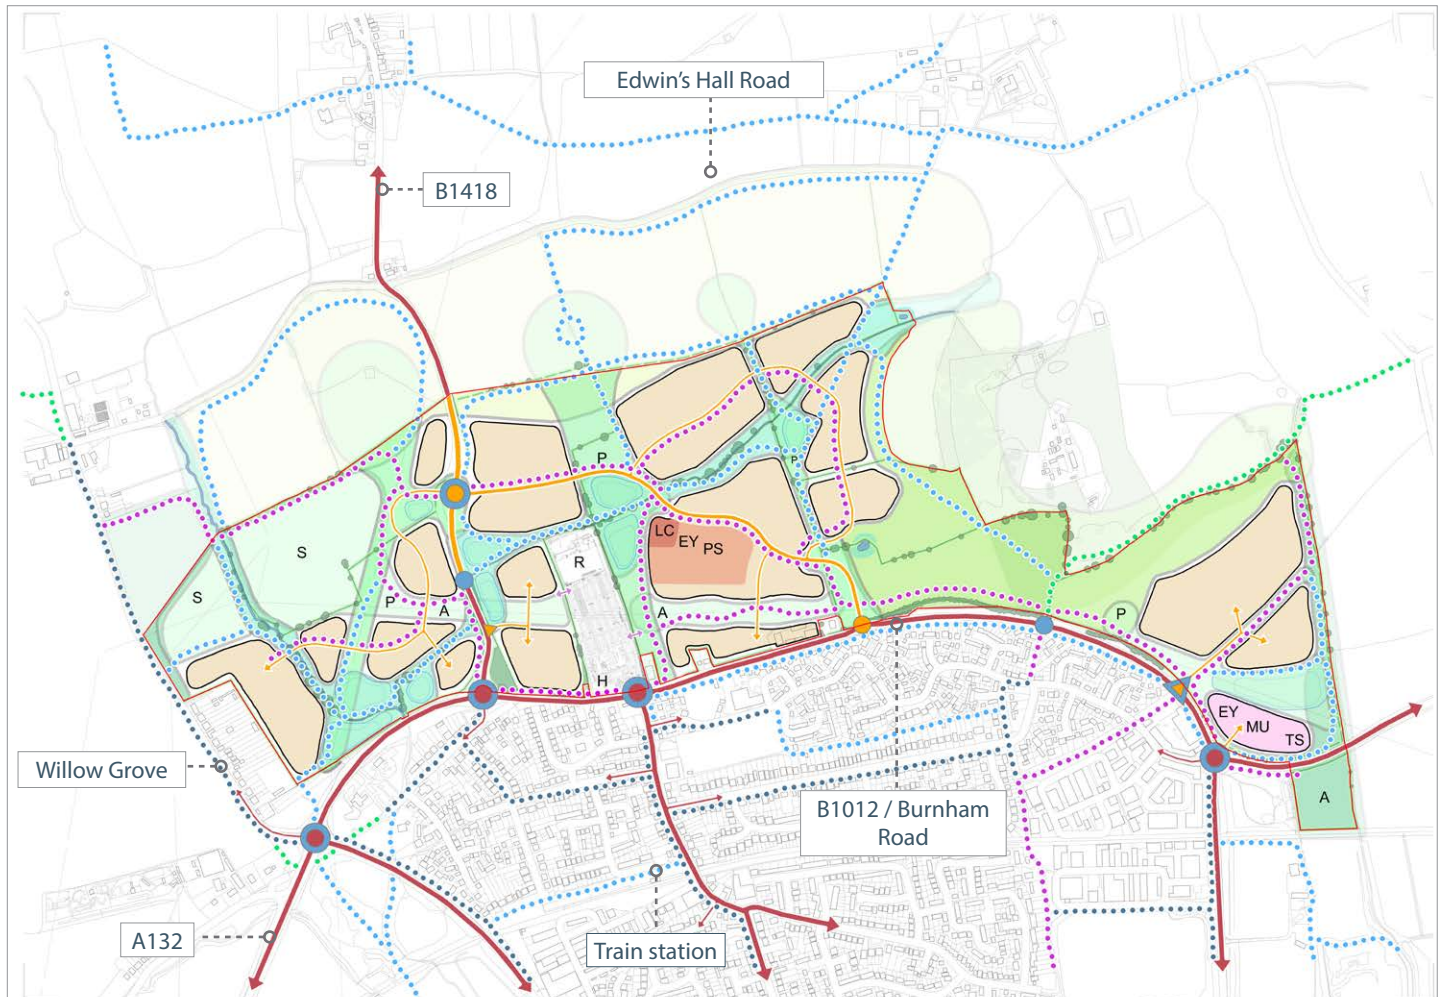 Edwin's Hall Road
B1418
P
P
LC
EY
PS
S
R
S
P
A
A
P
H
EY
MU
TS
Willow Grove
B1012 / Burnham
Road
A
A132
Train station